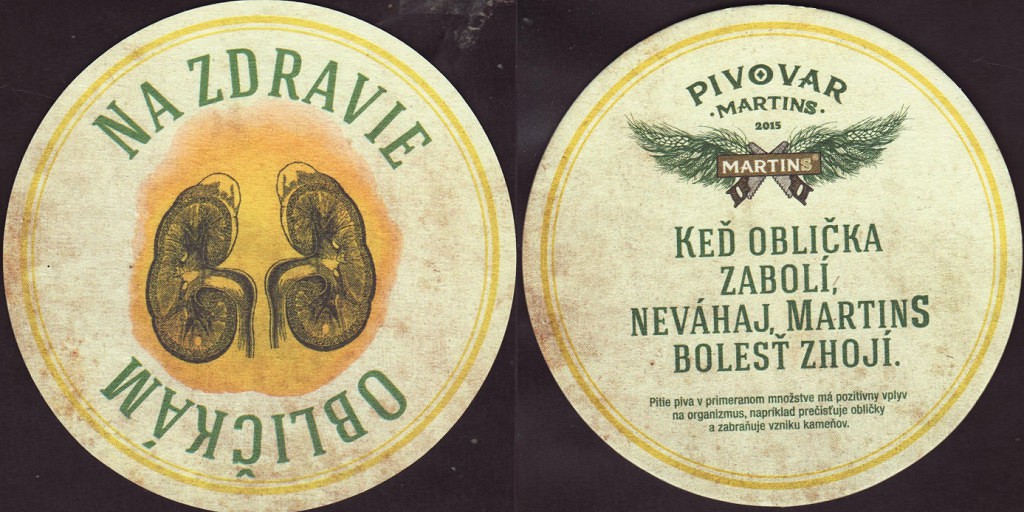 NA ZDRAVIE
OBLIČKÁM
PIVOVAR
·MARTINS·
2015
MARTINS®
KEĎ OBLIČKA
ZABOLÍ,
NEVÁHAJ, MARTINS
BOLESŤ ZHOJÍ.
Pitie piva v primeranom množstve má pozitívny vplyv
na organizmus, napríklad prečisťuje obličky
a zabraňuje vzniku kameňov.